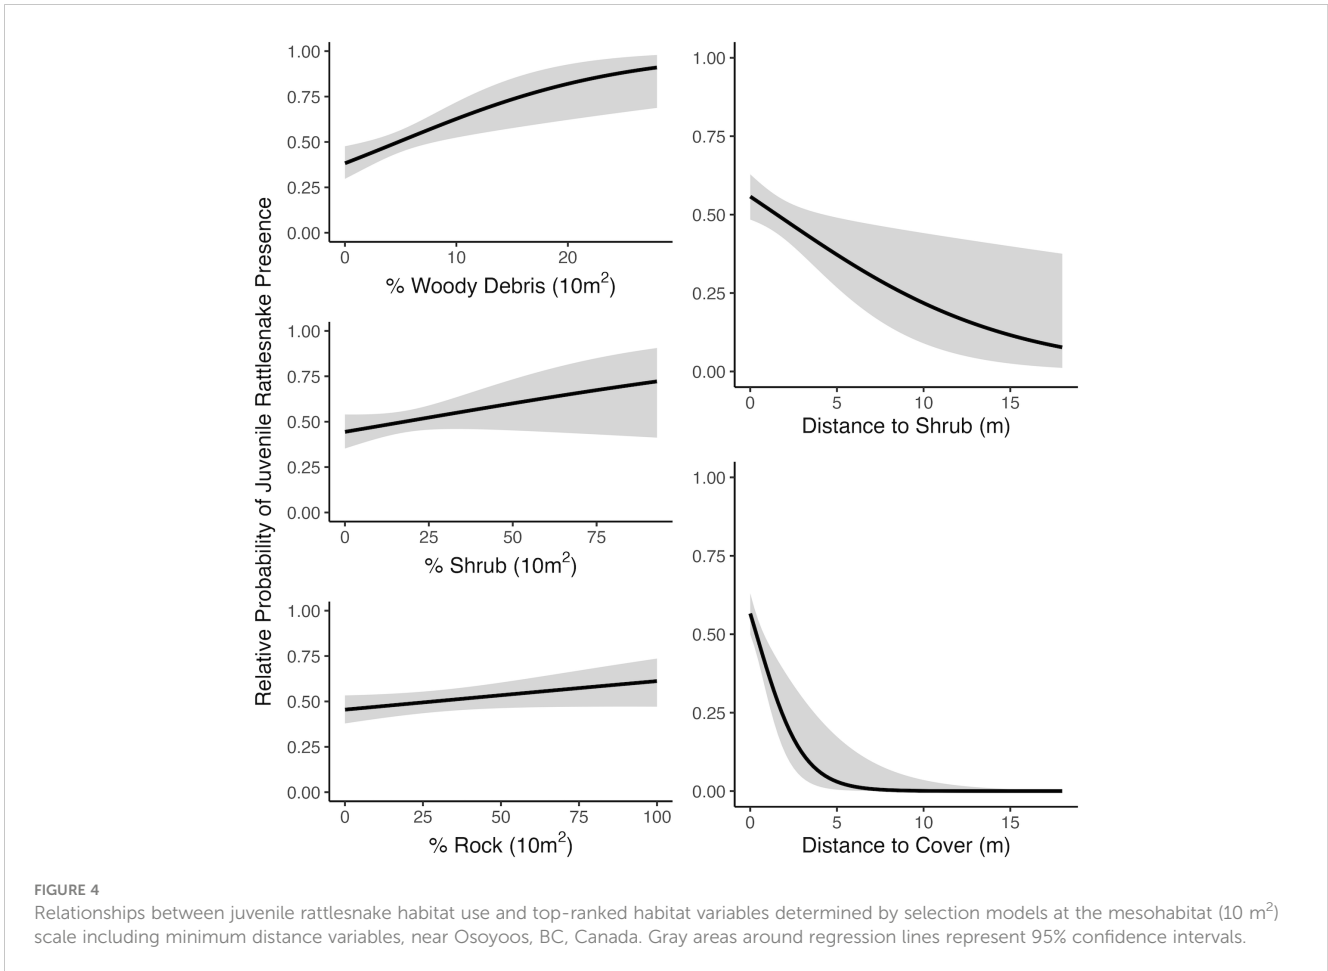 Relative Probability of Juvenile Rattlesnake Presence
1.00
0.75
0.50
0.25
0.00
0 10 20
% Woody Debris (10m²)
1.00
0.75
0.50
0.25
0.00
0 25 50 75
% Shrub (10m²)
1.00
0.75
0.50
0.25
0.00
0 25 50 75 100
% Rock (10m²)
1.00
0.75
0.50
0.25
0.00
0 5 10 15
Distance to Shrub (m)
1.00
0.75
0.50
0.25
0.00
0 5 10 15
Distance to Cover (m)
FIGURE 4
Relationships between juvenile rattlesnake habitat use and top-ranked habitat variables determined by selection models at the mesohabitat (10 m²)
scale including minimum distance variables, near Osoyoos, BC, Canada. Gray areas around regression lines represent 95% confidence intervals.